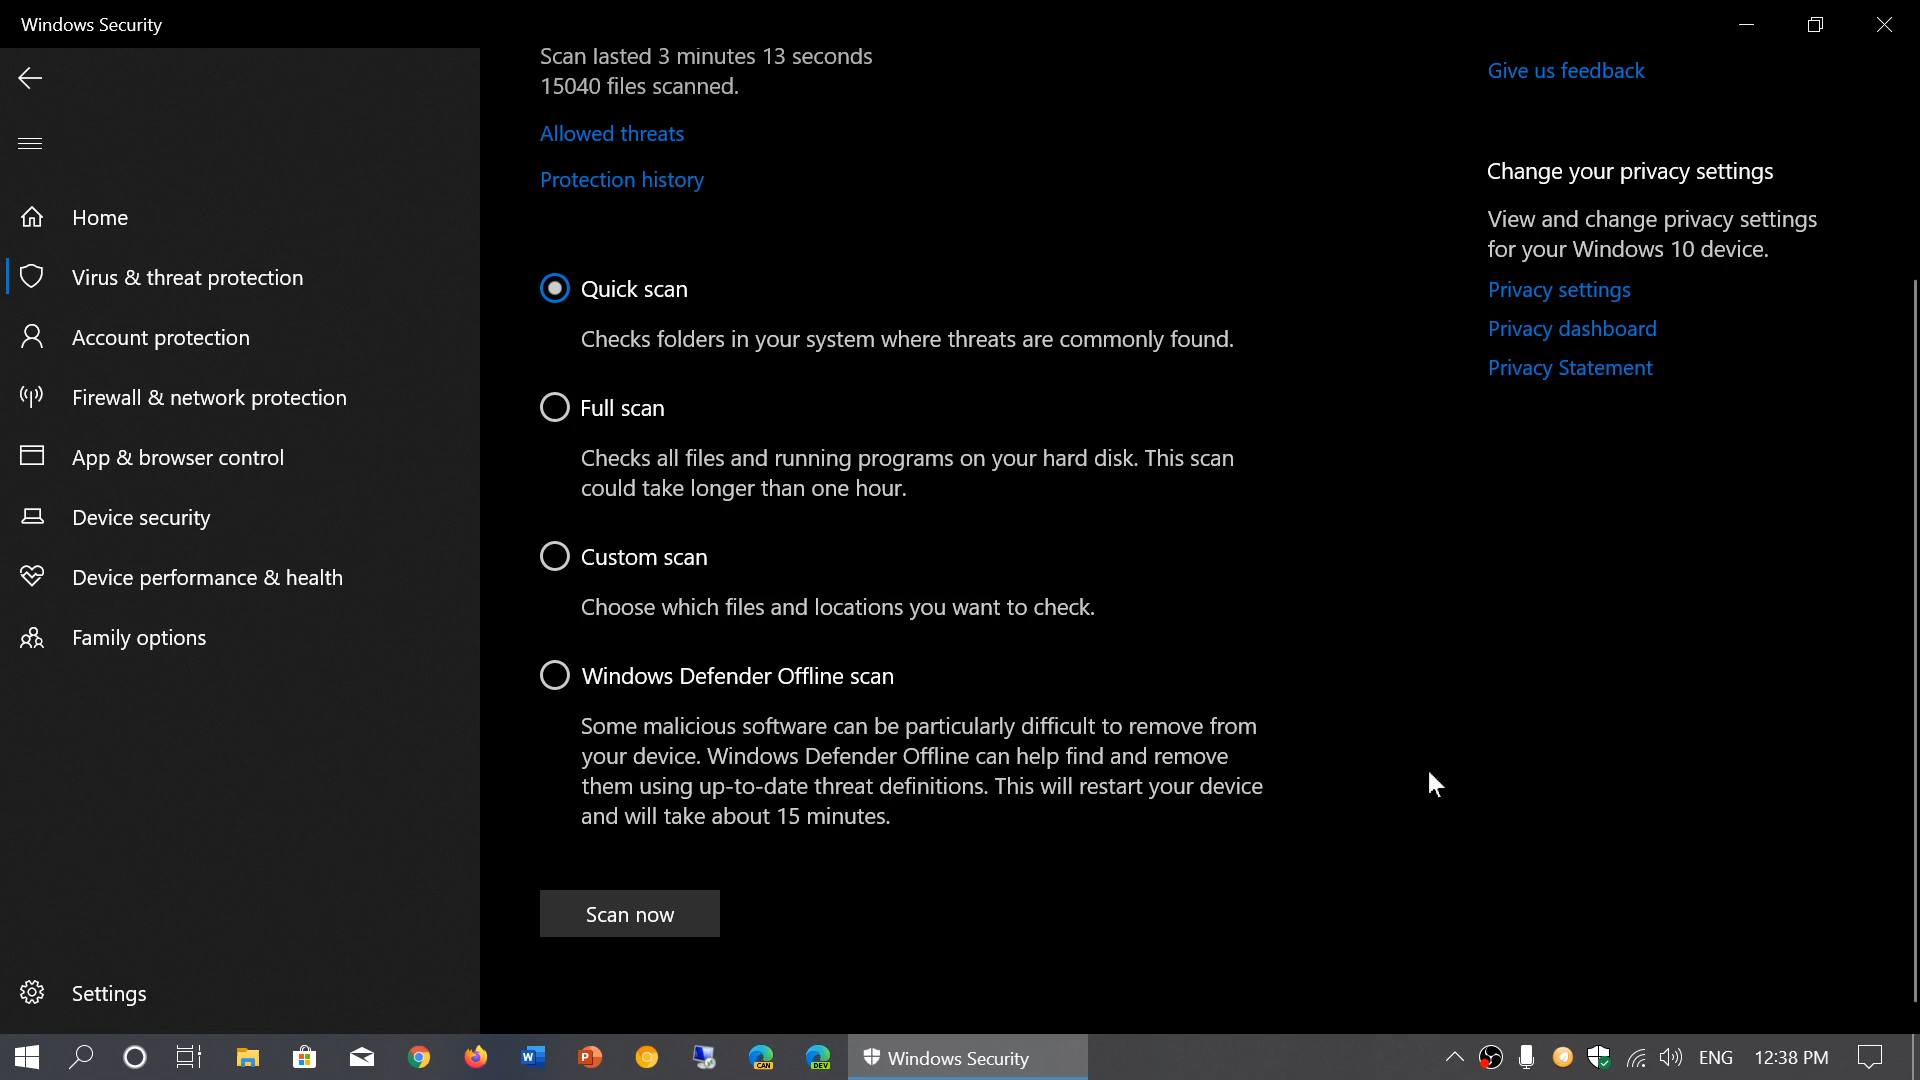 Windows Security
Scan lasted 3 minutes 13 seconds
15040 files scanned.
Allowed threats
Protection history
Home
Virus & threat protection
Account protection
Firewall & network protection
App & browser control
Device security
Device performance & health
Family options
Settings
Quick scan
Checks folders in your system where threats are commonly found.
Full scan
Checks all files and running programs on your hard disk. This scan
could take longer than one hour.
Custom scan
Choose which files and locations you want to check.
Windows Defender Offline scan
Some malicious software can be particularly difficult to remove from
your device. Windows Defender Offline can help find and remove
them using up-to-date threat definitions. This will restart your device
and will take about 15 minutes.
Scan now
Give us feedback
Change your privacy settings
View and change privacy settings
for your Windows 10 device.
Privacy settings
Privacy dashboard
Privacy Statement
W
P
CAN
DEV
Windows Security
ENG
12:38 PM